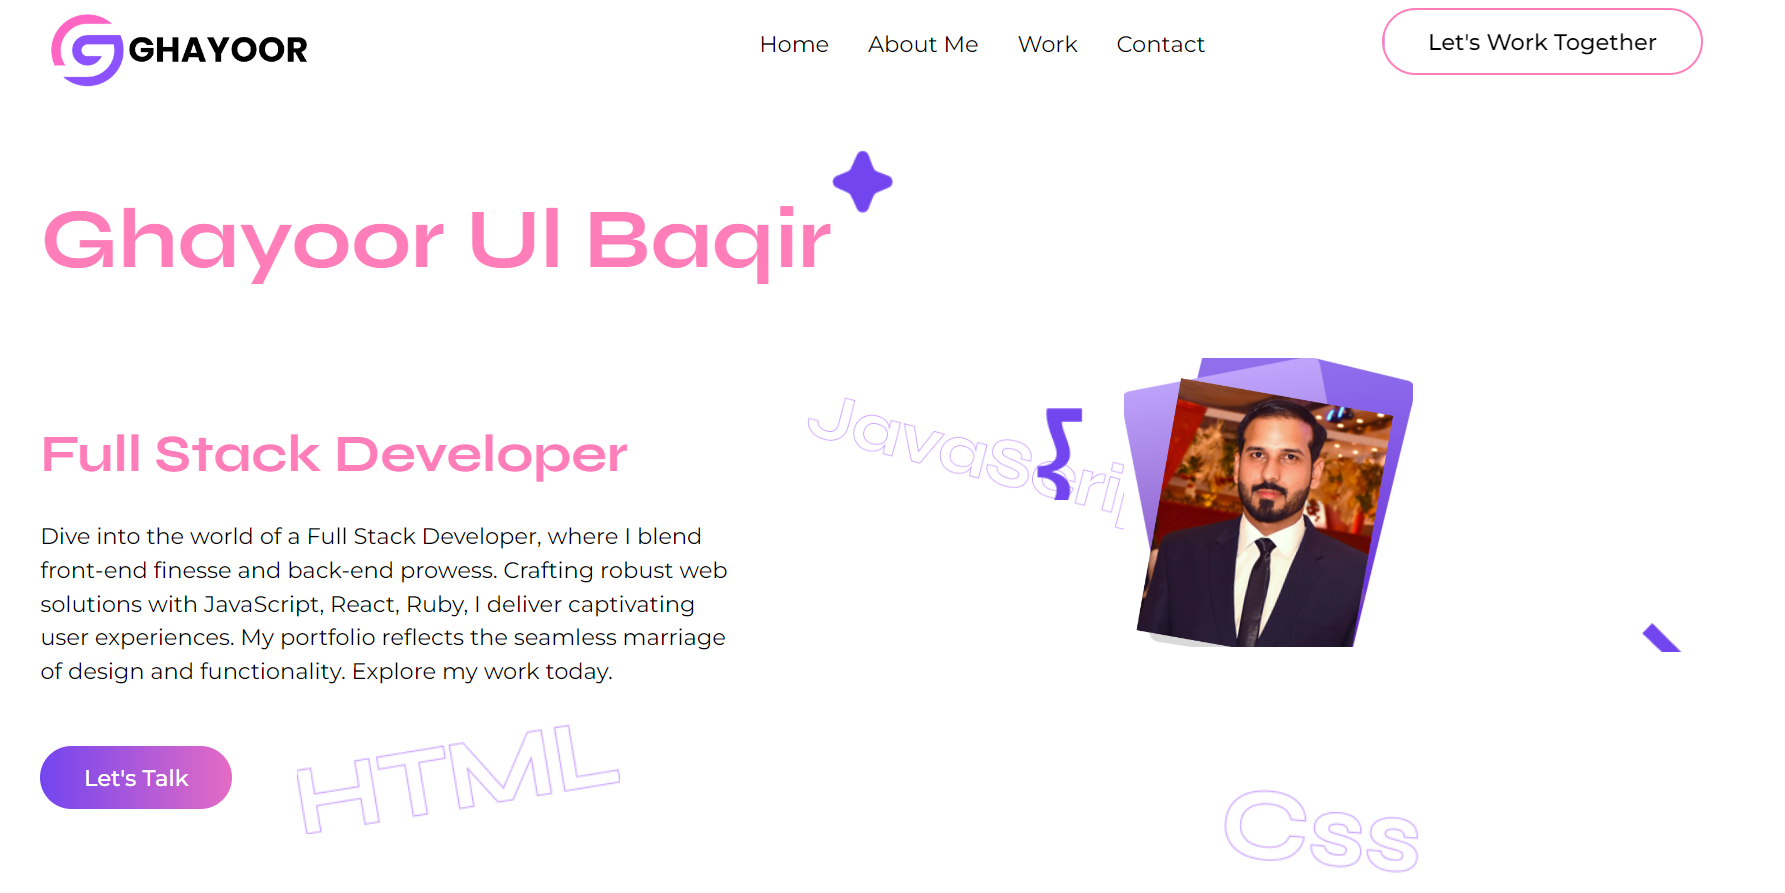 GHAYOOR
Home
About Me
Work
Contact
Let's Work Together
Ghayoor Ul Baqir
Full Stack Developer
Dive into the world of a Full Stack Developer, where I blend
front-end finesse and back-end prowess. Crafting robust web
solutions with JavaScript, React, Ruby, I deliver captivating
user experiences. My portfolio reflects the seamless marriage
of design and functionality. Explore my work today.
Let's Talk
JavaScrip
{
HTML
Css